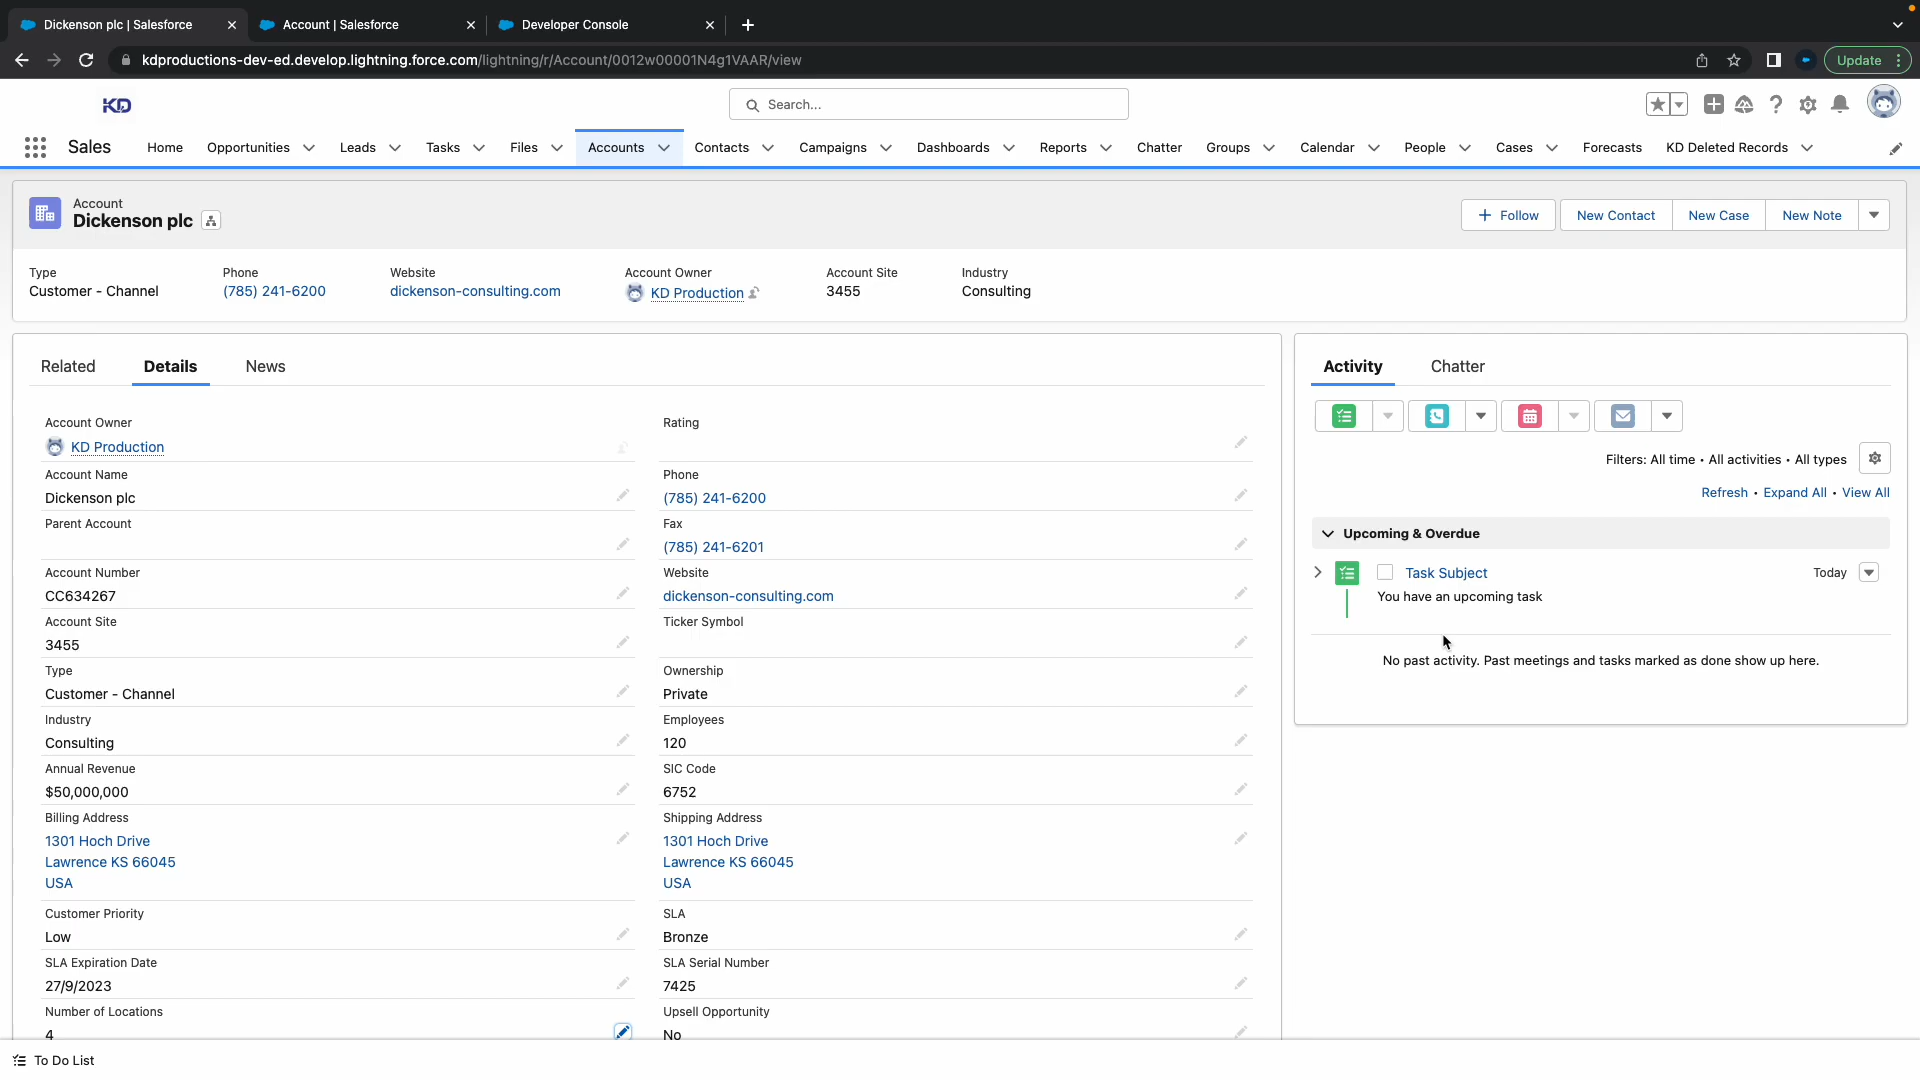 Dickenson plc | Salesforce
Account | Salesforce
Developer Console
kdproductions-dev-ed.develop.lightning.force.com/lightning/r/Account/0012w00001N4g1VAAR/view
Update
KD
Search...
Sales
Home
Opportunities
Leads
Tasks
Files
Accounts
Contacts
Campaigns
Dashboards
Reports
Chatter
Groups
Calendar
People
Cases
Forecasts
KD Deleted Records
Account
Dickenson plc
+ Follow
New Contact
New Case
New Note
Type
Customer - Channel
Phone
(785) 241-6200
Website
dickenson-consulting.com
Account Owner
KD Production
Account Site
3455
Industry
Consulting
Related
Details
News
Account Owner
KD Production
Rating
Account Name
Dickenson plc
Phone
(785) 241-6200
Parent Account
Fax
(785) 241-6201
Account Number
CC634267
Website
dickenson-consulting.com
Account Site
3455
Ticker Symbol
Type
Customer - Channel
Ownership
Private
Industry
Consulting
Employees
120
Annual Revenue
$50,000,000
SIC Code
6752
Billing Address
1301 Hoch Drive
Lawrence KS 66045
USA
Shipping Address
1301 Hoch Drive
Lawrence KS 66045
USA
Customer Priority
Low
SLA
Bronze
SLA Expiration Date
27/9/2023
SLA Serial Number
7425
Number of Locations
4
Upsell Opportunity
No
Activity
Chatter
Filters: All time • All activities • All types
Refresh • Expand All • View All
Upcoming & Overdue
Task Subject
Today
You have an upcoming task
No past activity. Past meetings and tasks marked as done show up here.
To Do List